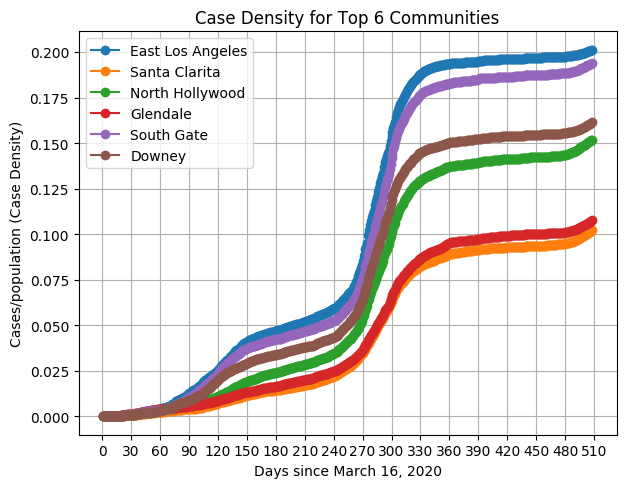 Case Density for Top 6 Communities
East Los Angeles
Santa Clarita
North Hollywood
Glendale
South Gate
Downey
Cases/population (Case Density)
0.200
0.175
0.150
0.125
0.100
0.075
0.050
0.025
0.000
0 30 60 90 120 150 180 210 240 270 300 330 360 390 420 450 480 510
Days since March 16, 2020